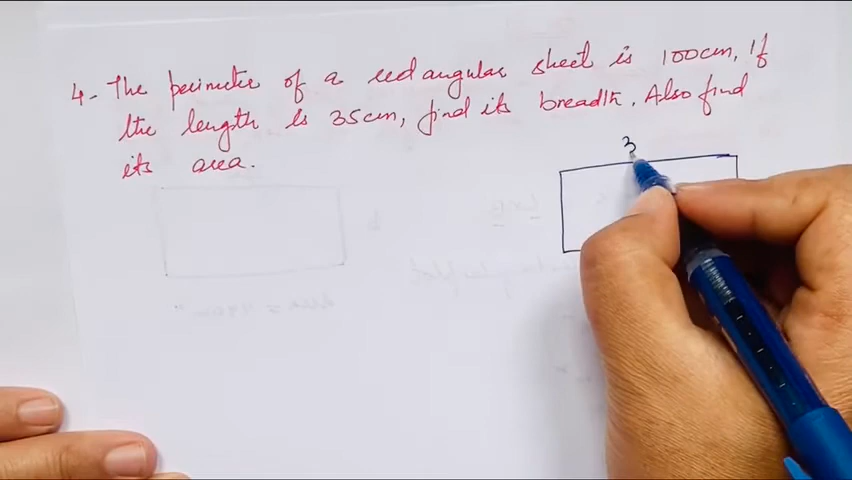 4- The perimeter of a rectangular sheet is 100cm, If
the length is 35cm, find its breadth. Also find
its area.
3